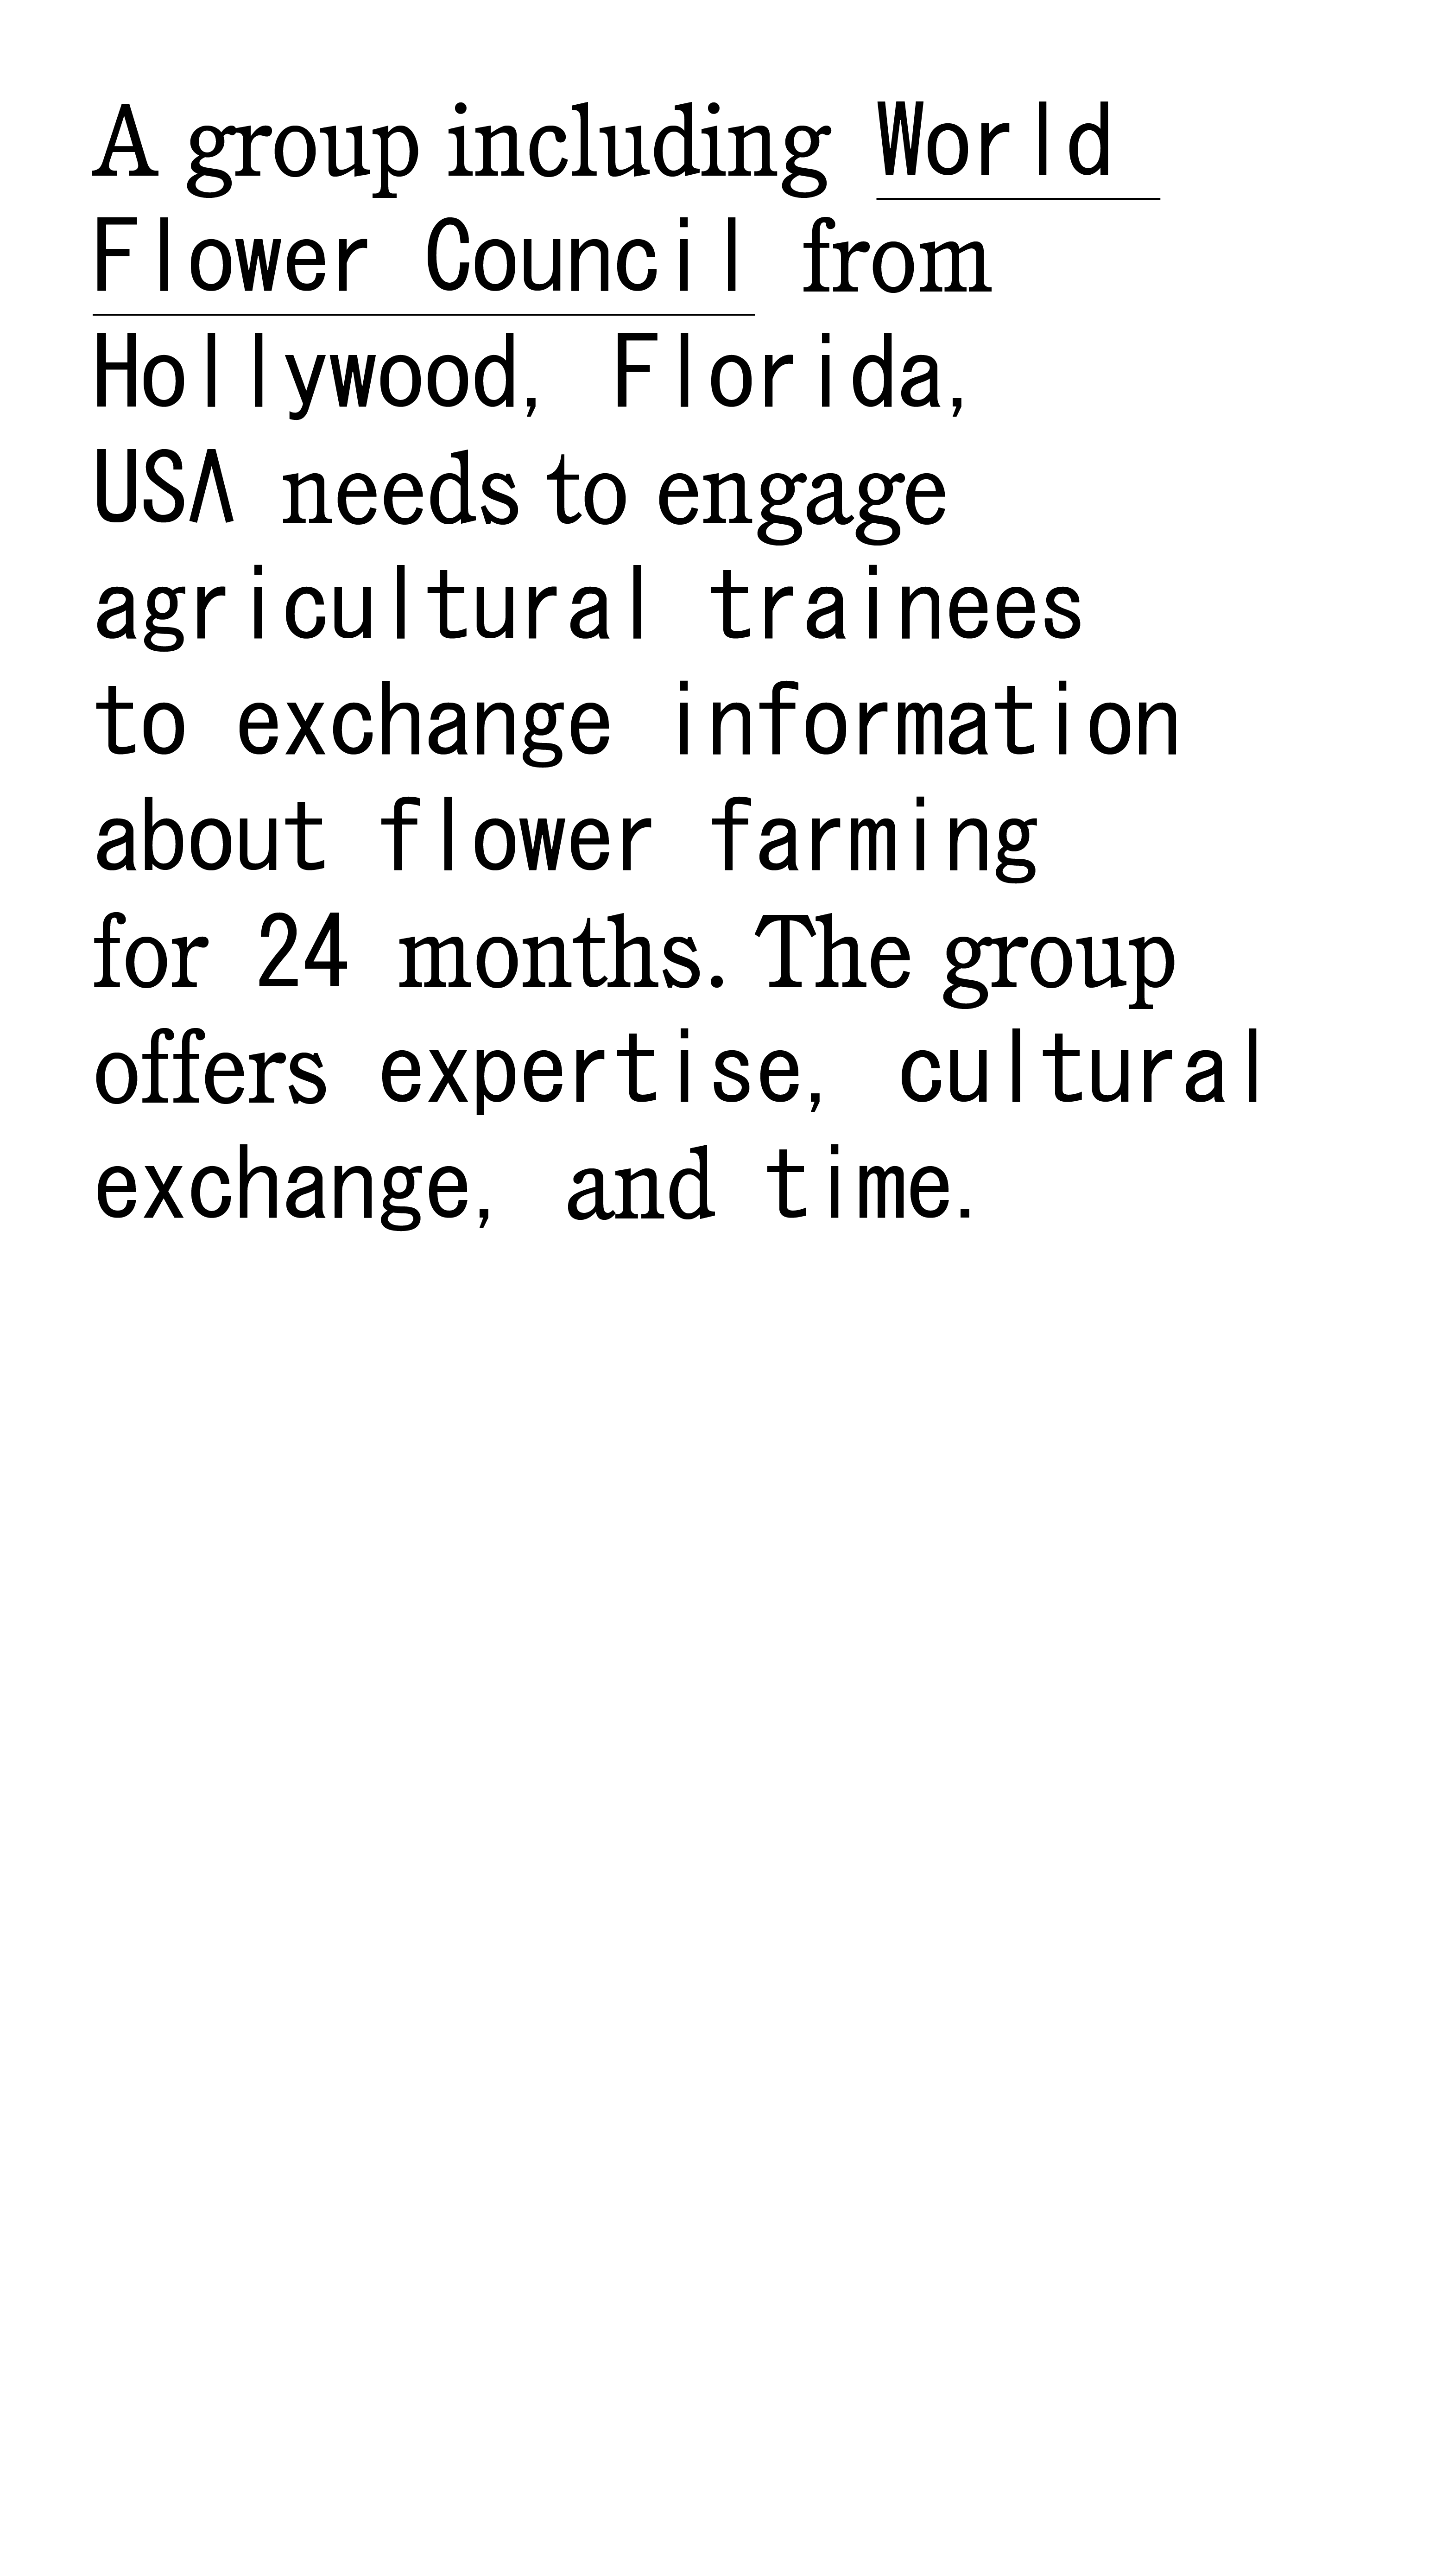 A group including World
Flower Council from
Hollywood, Florida,
USA needs to engage
agricultural trainees
to exchange information
about flower farming
for 24 months. The group
offers expertise, cultural
exchange, and time.